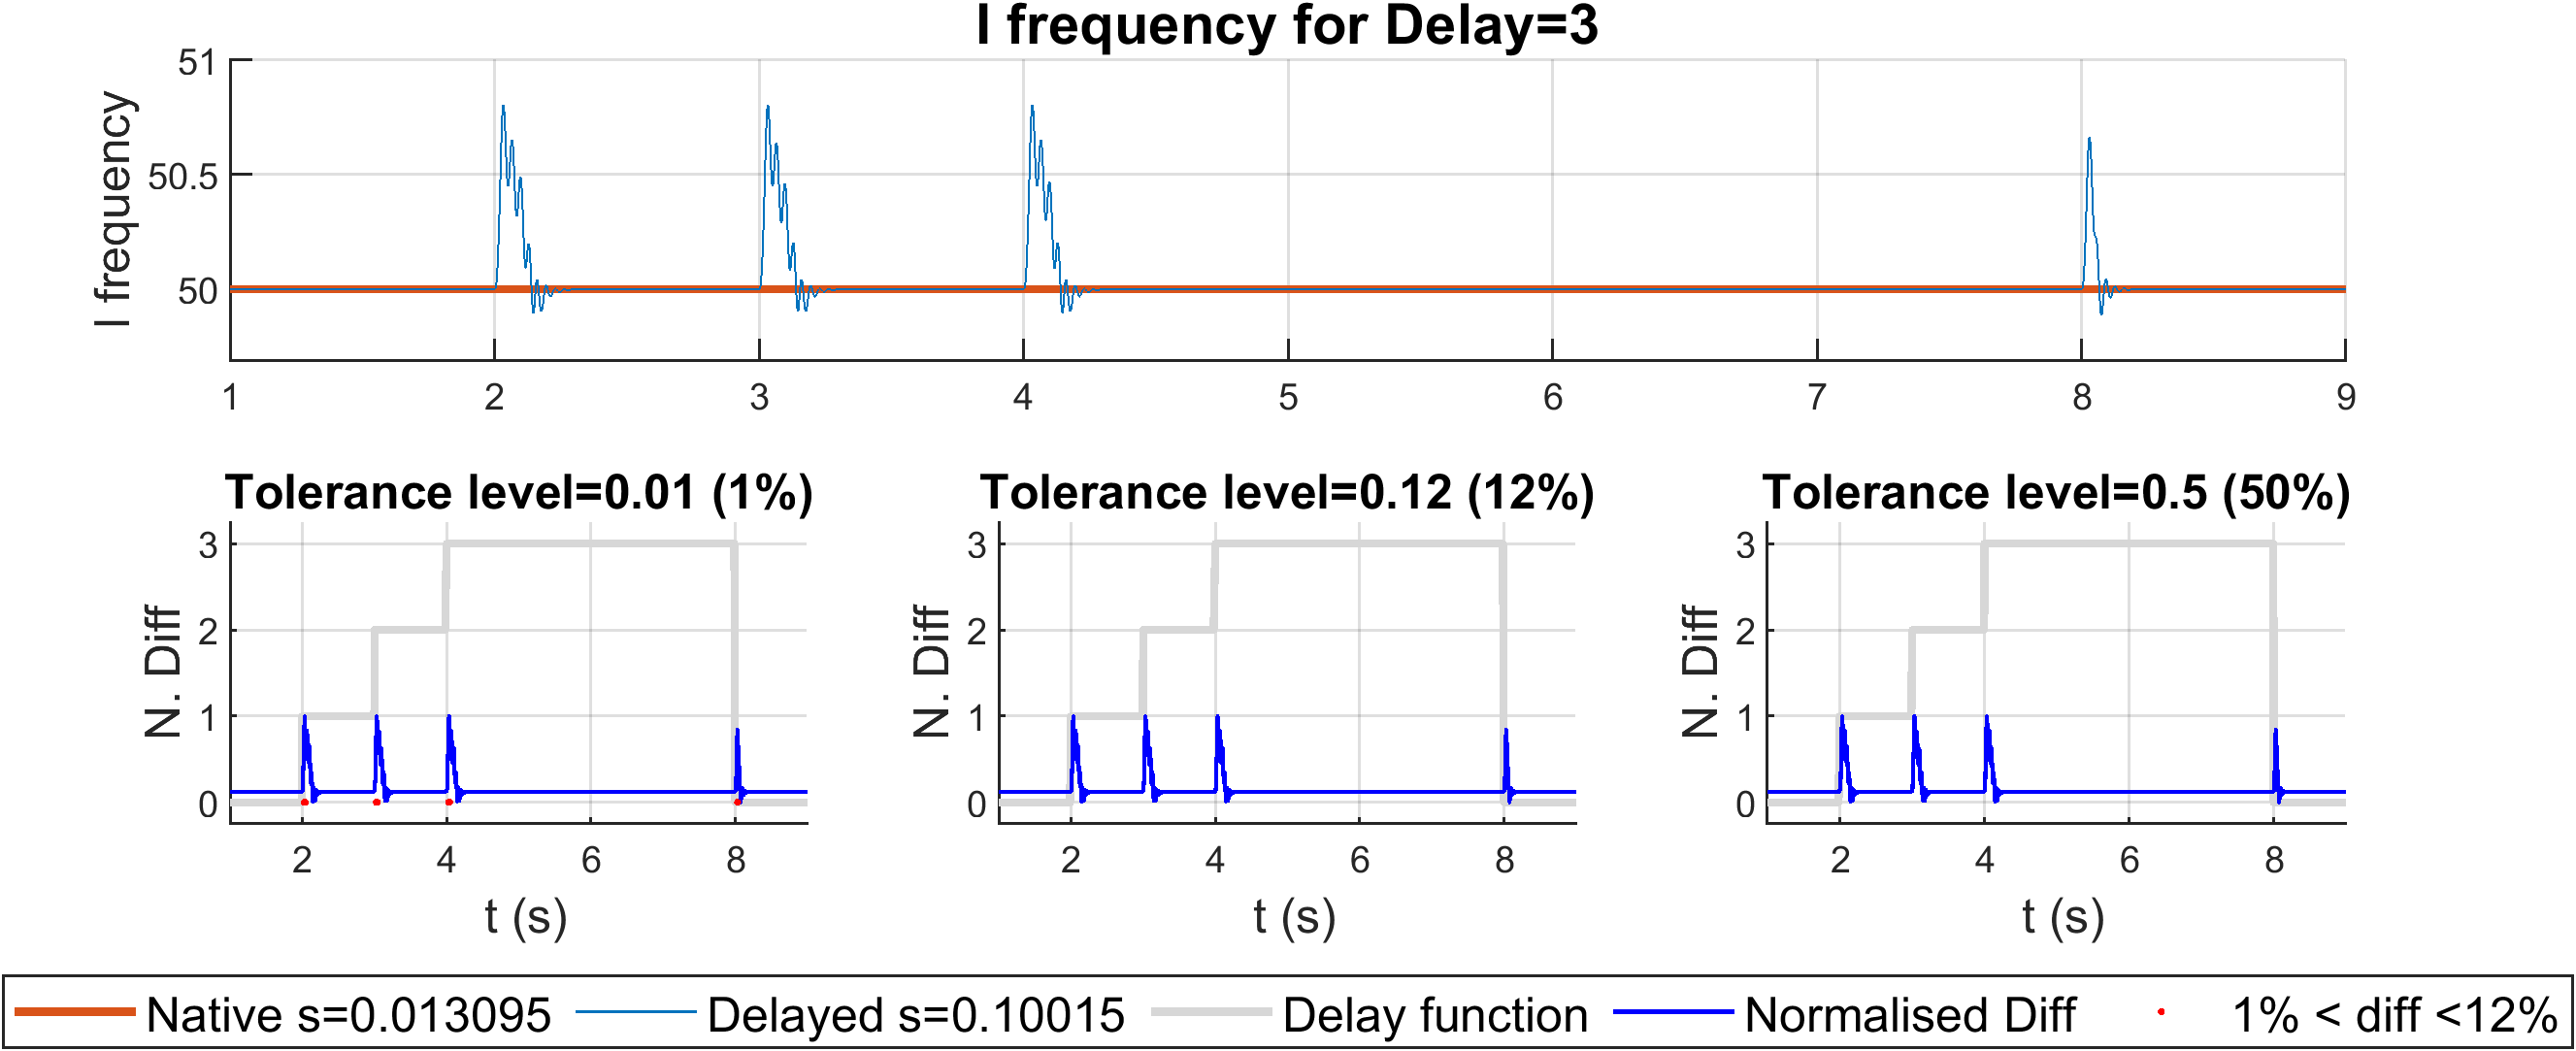 I frequency for Delay=3
I frequency
51
50.5
50
1 2 3 4 5 6 7 8 9
Tolerance level=0.01 (1%)
N. Diff
3
2
1
0
2 4 6 8
t (s)
Tolerance level=0.12 (12%)
N. Diff
3
2
1
0
2 4 6 8
t (s)
Tolerance level=0.5 (50%)
N. Diff
3
2
1
0
2 4 6 8
t (s)
Native s=0.013095 Delayed s=0.10015 Delay function Normalised Diff 1% < diff <12%